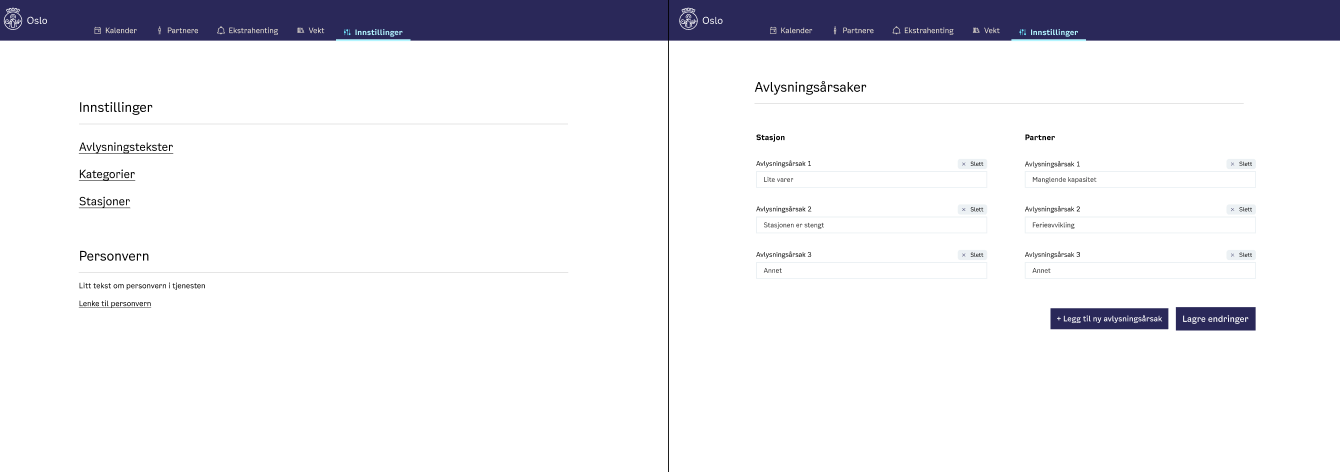 Oslo
Kalender Partnere Ekstrahenting Vekt Innstillinger
Innstillinger
Avlysningstekster
Kategorier
Stasjoner
Personvern
Litt tekst om personvern i tjenesten
Lenke til personvern
Oslo
Kalender Partnere Ekstrahenting Vekt Innstillinger
Avlysningsårsaker
Stasjon Partner
Avlysningsårsak 1 × Slett Avlysningsårsak 1 × Slett
Lite varer Manglende kapasitet
Avlysningsårsak 2 × Slett Avlysningsårsak 2 × Slett
Stasjonen er stengt Ferieavvikling
Avlysningsårsak 3 × Slett Avlysningsårsak 3 × Slett
Annet Annet
+ Legg til ny avlysningsårsak Lagre endringer